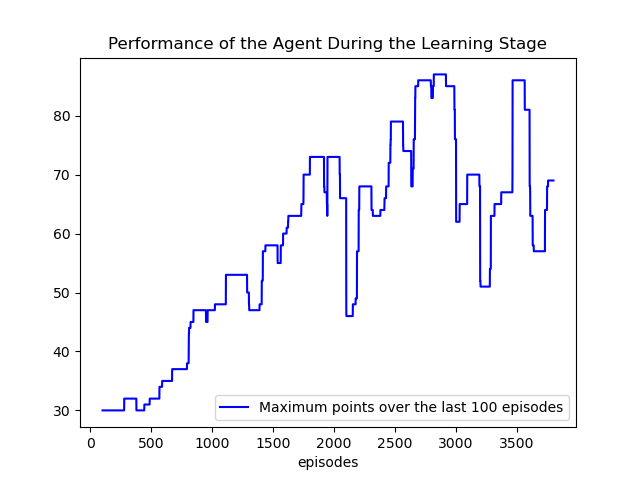 Performance of the Agent During the Learning Stage
80
70
60
50
40
30
Maximum points over the last 100 episodes
0 500 1000 1500 2000 2500 3000 3500
episodes